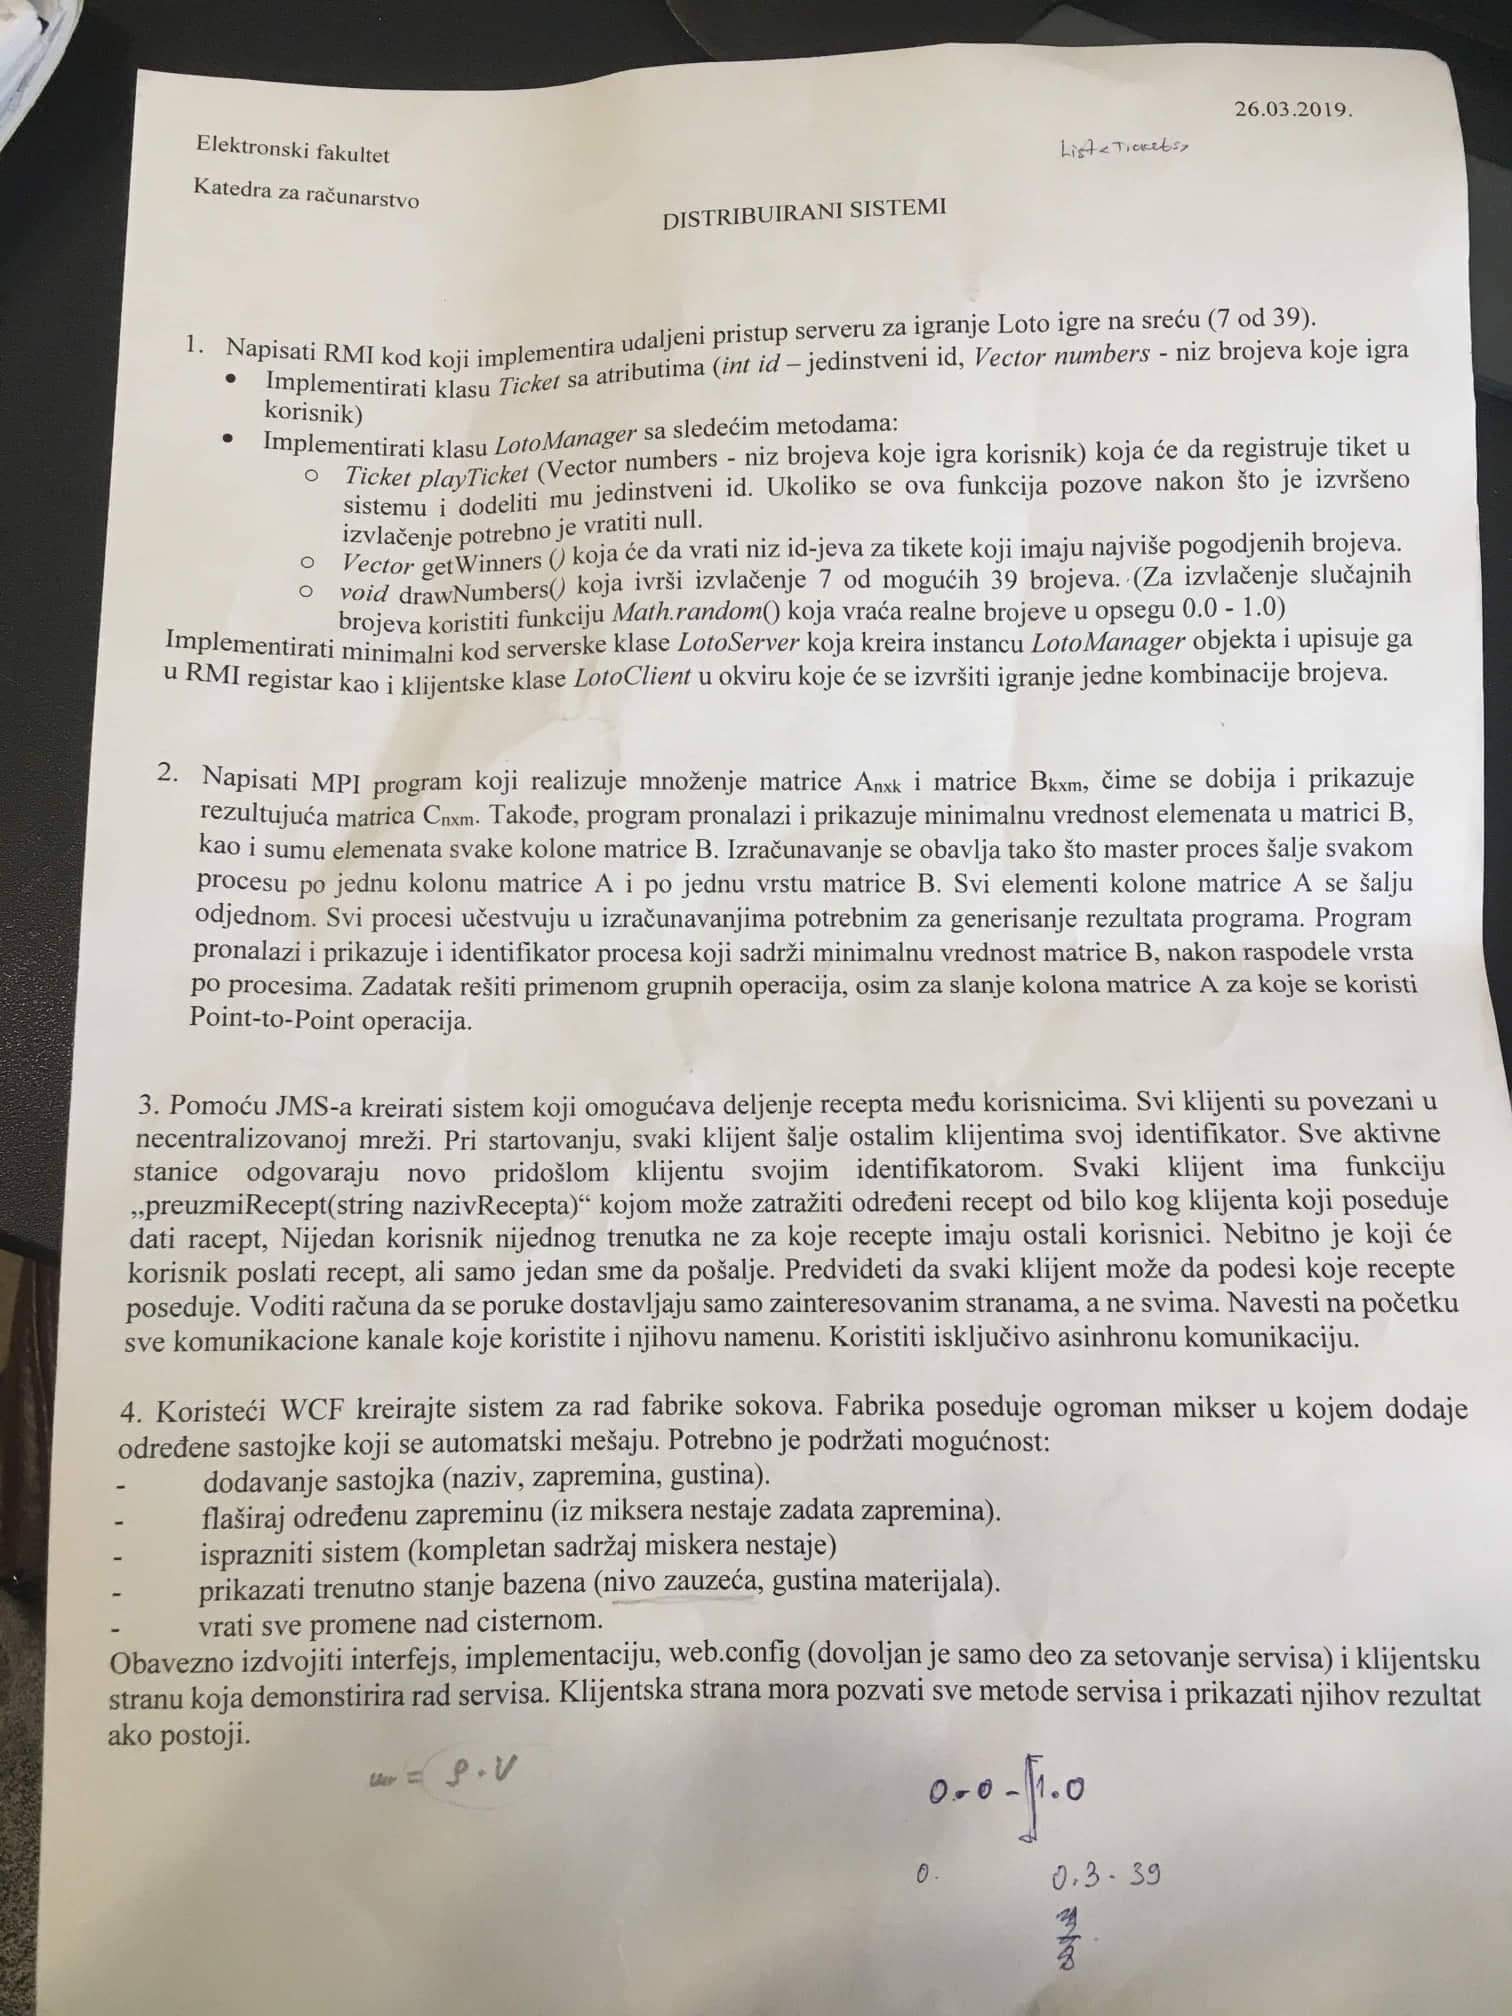 26.03.2019.
Elektronski fakultet
List<Tickets>
Katedra za računarstvo
DISTRIBUIRANI SISTEMI
1. Napisati RMI kod koji implementira udaljeni pristup serveru za igranje Loto igre na sreću (7 od 39).
• Implementirati klasu Ticket sa atributima (int id – jedinstveni id, Vector numbers - niz brojeva koje igra
korisnik)
• Implementirati klasu LotoManager sa sledećim metodama:
o Ticket playTicket (Vector numbers - niz brojeva koje igra korisnik) koja će da registruje tiket u
sistemu i dodeliti mu jedinstveni id. Ukoliko se ova funkcija pozove nakon što je izvršeno
izvlačenje potrebno je vratiti null.
o Vector getWinners () koja će da vrati niz id-jeva za tikete koji imaju najviše pogodjenih brojeva.
o void drawNumbers() koja ivrši izvlačenje 7 od mogućih 39 brojeva. (Za izvlačenje slučajnih
brojeva koristiti funkciju Math.random() koja vraća realne brojeve u opsegu 0.0 - 1.0)
Implementirati minimalni kod serverske klase LotoServer koja kreira instancu LotoManager objekta i upisuje ga
u RMI registar kao i klijentske klase LotoClient u okviru koje će se izvršiti igranje jedne kombinacije brojeva.
2. Napisati MPI program koji realizuje množenje matrice Anxk i matrice Bkxm, čime se dobija i prikazuje
rezultujuća matrica Cnxm. Takođe, program pronalazi i prikazuje minimalnu vrednost elemenata u matrici B,
kao i sumu elemenata svake kolone matrice B. Izračunavanje se obavlja tako što master proces šalje svakom
procesu po jednu kolonu matrice A i po jednu vrstu matrice B. Svi elementi kolone matrice A se šalju
odjednom. Svi procesi učestvuju u izračunavanjima potrebnim za generisanje rezultata programa. Program
pronalazi i prikazuje i identifikator procesa koji sadrži minimalnu vrednost matrice B, nakon raspodele vrsta
po procesima. Zadatak rešiti primenom grupnih operacija, osim za slanje kolona matrice A za koje se koristi
Point-to-Point operacija.
3. Pomoću JMS-a kreirati sistem koji omogućava deljenje recepta među korisnicima. Svi klijenti su povezani u
necentralizovanoj mreži. Pri startovanju, svaki klijent šalje ostalim klijentima svoj identifikator. Sve aktivne
stanice odgovaraju novo pridošlom klijentu svojim identifikatorom. Svaki klijent ima funkciju
„preuzmiRecept(string nazivRecepta)“ kojom može zatražiti određeni recept od bilo kog klijenta koji poseduje
dati racept, Nijedan korisnik nijednog trenutka ne za koje recepte imaju ostali korisnici. Nebitno je koji će
korisnik poslati recept, ali samo jedan sme da pošalje. Predvideti da svaki klijent može da podesi koje recepte
poseduje. Voditi računa da se poruke dostavljaju samo zainteresovanim stranama, a ne svima. Navesti na početku
sve komunikacione kanale koje koristite i njihovu namenu. Koristiti isključivo asinhronu komunikaciju.
4. Koristeći WCF kreirajte sistem za rad fabrike sokova. Fabrika poseduje ogroman mikser u kojem dodaje
određene sastojke koji se automatski mešaju. Potrebno je podržati mogućnost:
- dodavanje sastojka (naziv, zapremina, gustina).
- flaširaj određenu zapreminu (iz miksera nestaje zadata zapremina).
- isprazniti sistem (kompletan sadržaj miskera nestaje)
- prikazati trenutno stanje bazena (nivo zauzeća, gustina materijala).
- vrati sve promene nad cisternom.
Obavezno izdvojiti interfejs, implementaciju, web.config (dovoljan je samo deo za setovanje servisa) i klijentsku
stranu koja demonstirira rad servisa. Klijentska strana mora pozvati sve metode servisa i prikazati njihov rezultat
ako postoji.
= ρ · V
0.0 - 1.0
0. 0.3 · 39